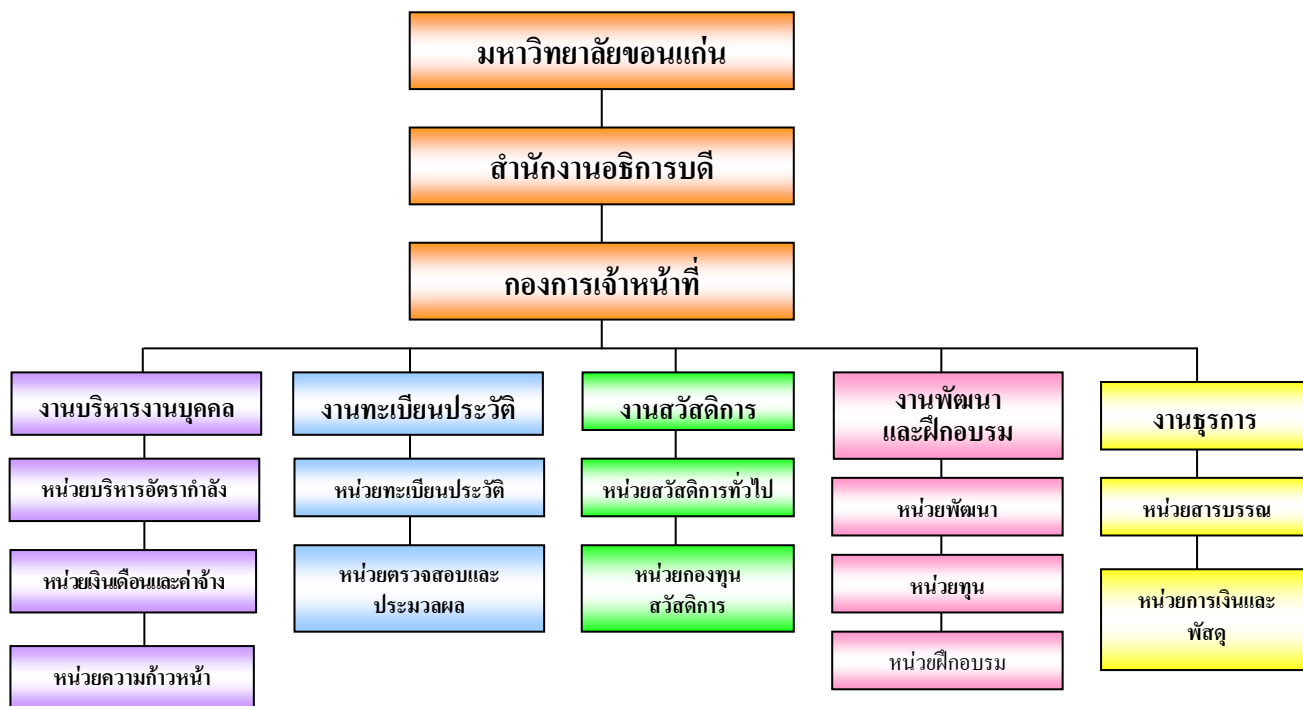 มหาวิทยาลัยขอนแก่น
สำนักงานอธิการบดี
กองการเจ้าหน้าที่
งานบริหารงานบุคคล
หน่วยบริหารอัตรากำลัง
หน่วยเงินเดือนและค่าจ้าง
หน่วยความก้าวหน้า
งานทะเบียนประวัติ
หน่วยทะเบียนประวัติ
หน่วยตรวจสอบและ
ประมวลผล
งานสวัสดิการ
หน่วยสวัสดิการทั่วไป
หน่วยกองทุน
สวัสดิการ
งานพัฒนา
และฝึกอบรม
หน่วยพัฒนา
หน่วยทุน
หน่วยฝึกอบรม
งานธุรการ
หน่วยสารบรรณ
หน่วยการเงินและ
พัสดุ